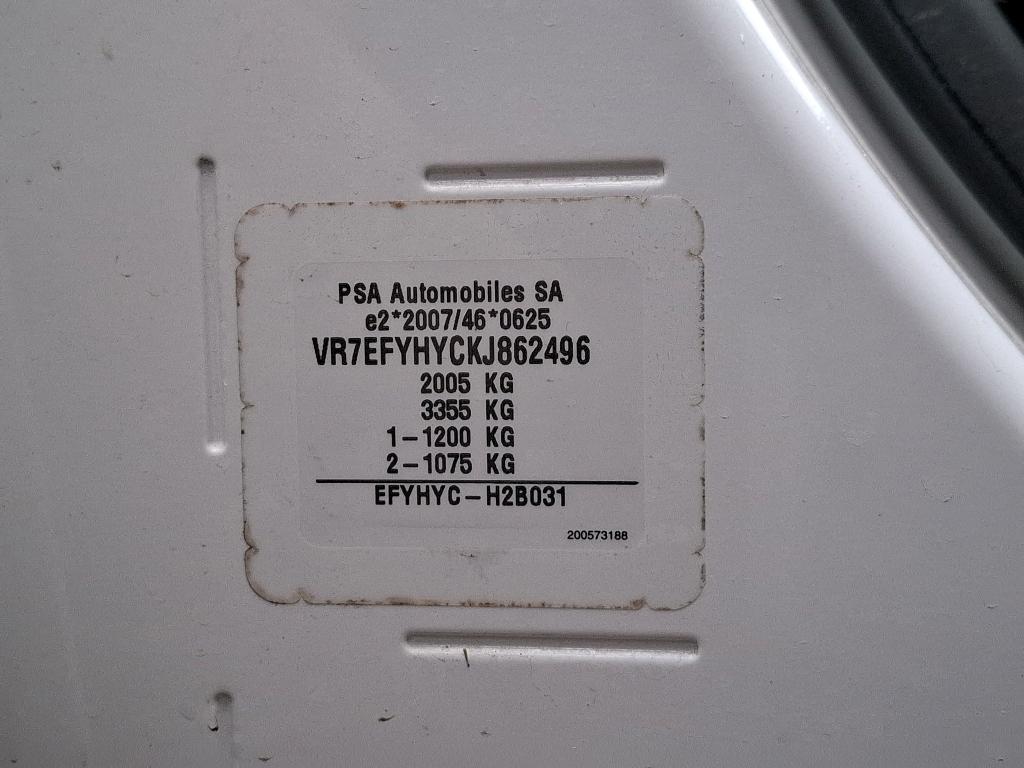 PSA Automobiles SA
e2*2007/46*0625
VR7EFYHYCKJ862496
2005 KG
3355 KG
1-1200 KG
2-1075 KG
EFYHYC-H2B031
200573188